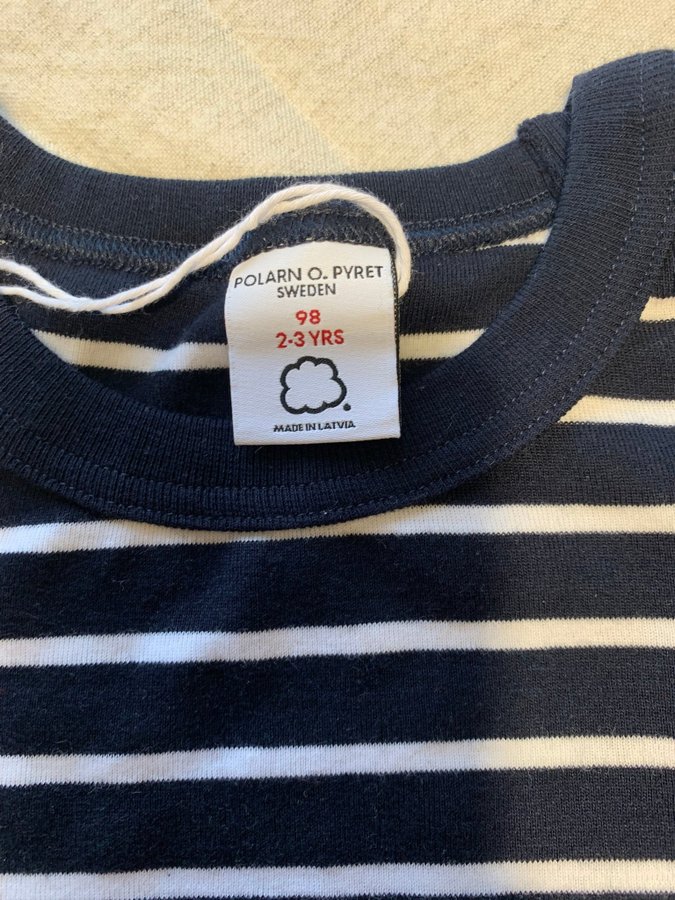 POLARN O. PYRET
SWEDEN
98
2-3 YRS
MADE IN LATVIA